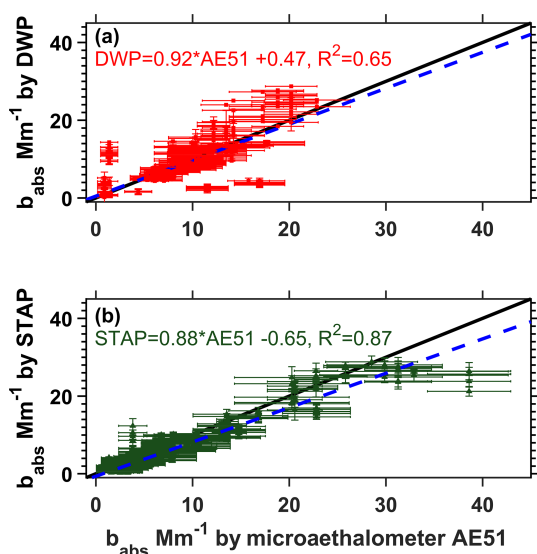 (a)
DWP=0.92*AE51 +0.47, R²=0.65
b_abs Mm⁻¹ by DWP
40
20
0
0 10 20 30 40
(b)
STAP=0.88*AE51 -0.65, R²=0.87
b_abs Mm⁻¹ by STAP
40
20
0
0 10 20 30 40
b_abs Mm⁻¹ by microaethalometer AE51